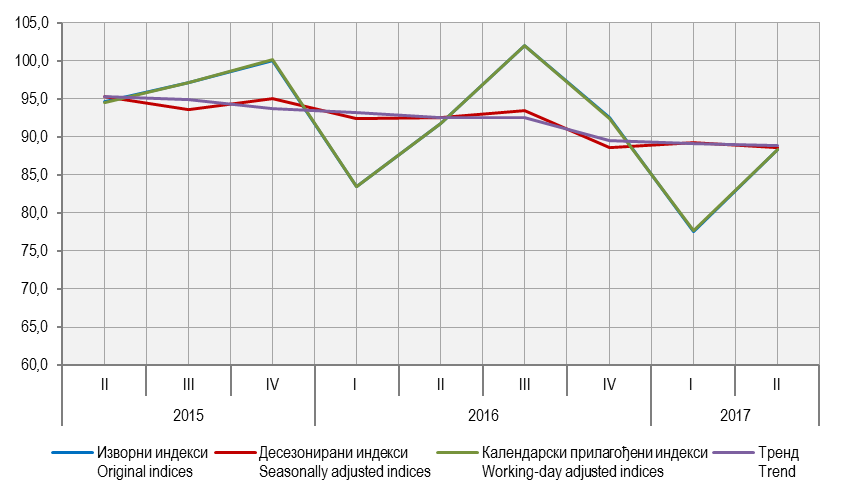 105,0
100,0
95,0
90,0
85,0
80,0
75,0
70,0
65,0
60,0
II III IV I II III IV I II
2015 2016 2017
Изворни индекси Десезонирани индекси Календарски прилагођени индекси Тренд
Original indices Seasonally adjusted indices Working-day adjusted indices Trend